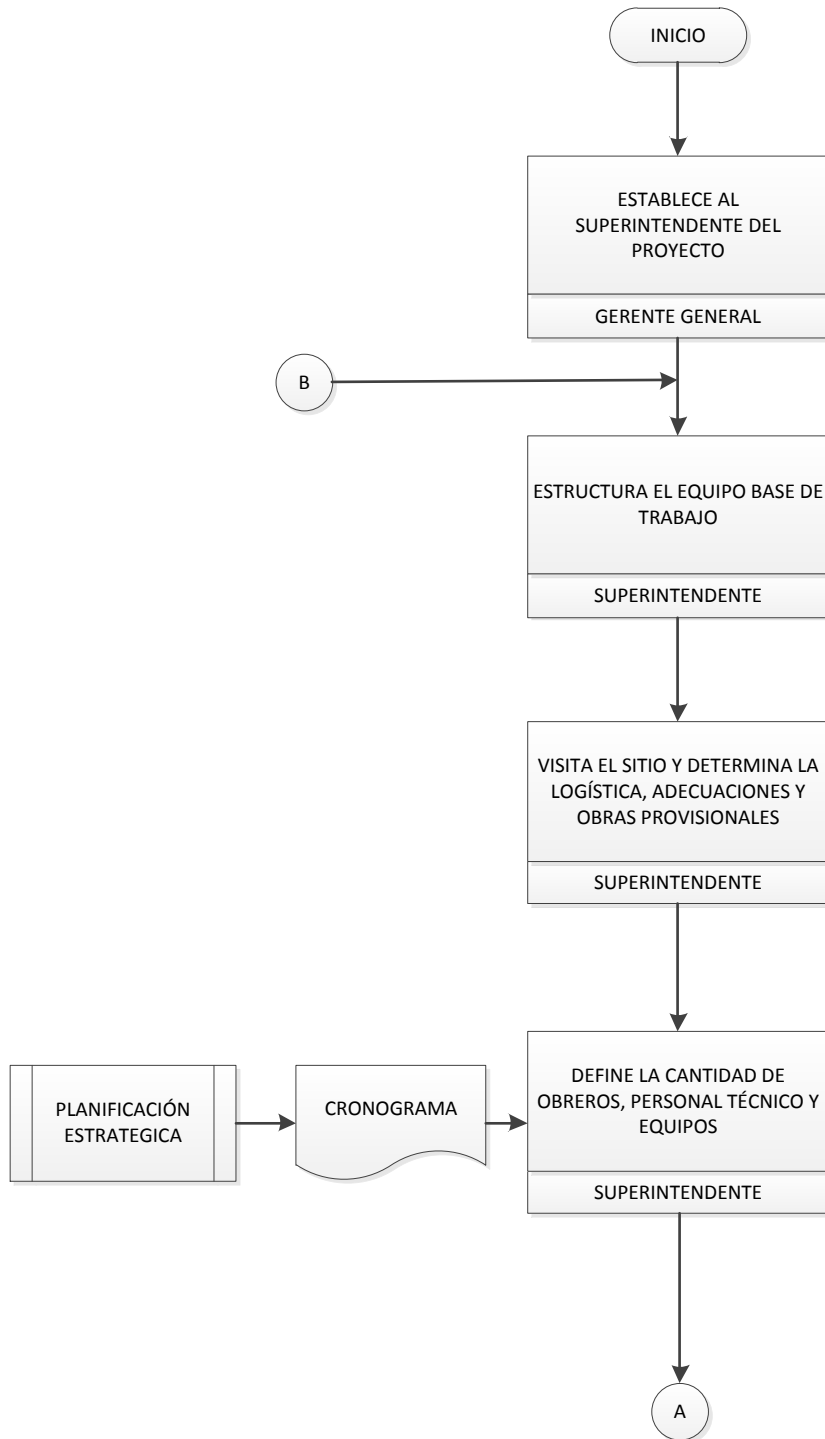 INICIO
ESTABLECE AL
SUPERINTENDENTE DEL
PROYECTO
GERENTE GENERAL
B
ESTRUCTURA EL EQUIPO BASE DE
TRABAJO
SUPERINTENDENTE
VISITA EL SITIO Y DETERMINA LA
LOGÍSTICA, ADECUACIONES Y
OBRAS PROVISIONALES
SUPERINTENDENTE
PLANIFICACIÓN
ESTRATEGICA
CRONOGRAMA
DEFINE LA CANTIDAD DE
OBREROS, PERSONAL TÉCNICO Y
EQUIPOS
SUPERINTENDENTE
A